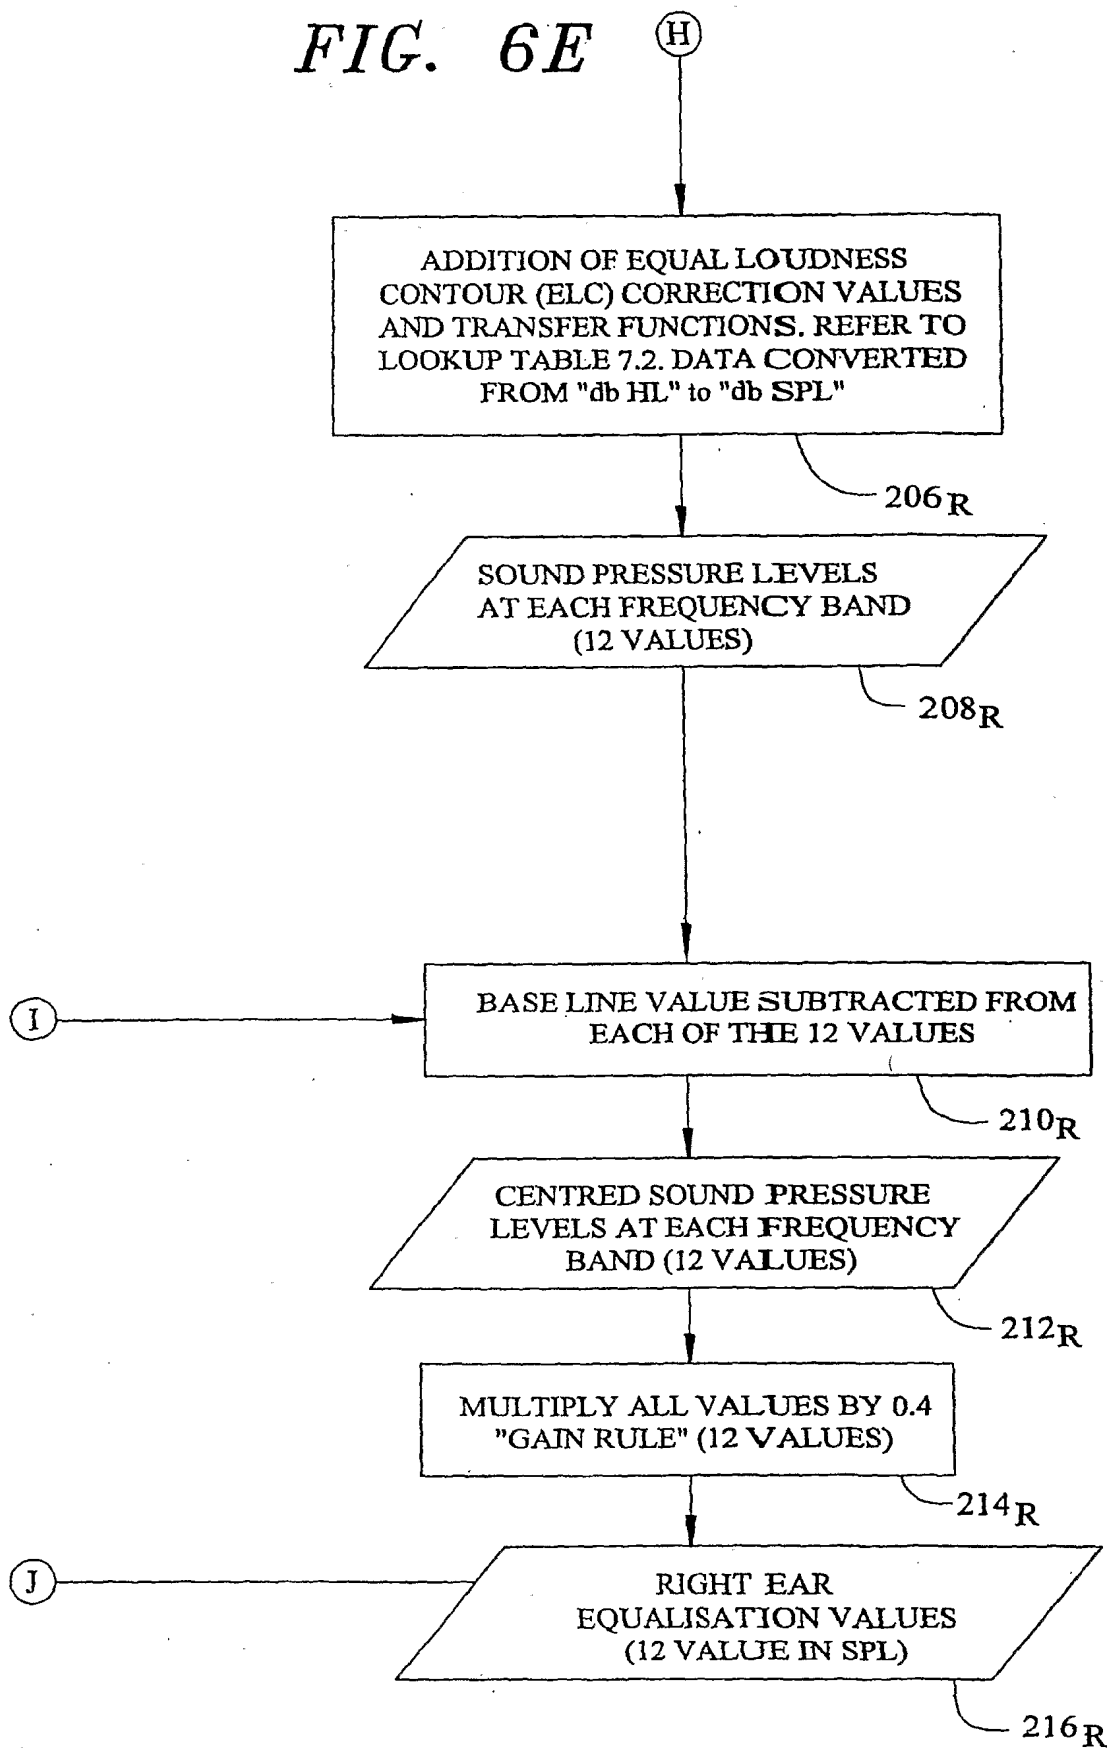 FIG. 6E
H
ADDITION OF EQUAL LOUDNESS
CONTOUR (ELC) CORRECTION VALUES
AND TRANSFER FUNCTIONS. REFER TO
LOOKUP TABLE 7.2. DATA CONVERTED
FROM "db HL" to "db SPL"
206R
SOUND PRESSURE LEVELS
AT EACH FREQUENCY BAND
(12 VALUES)
208R
I
BASE LINE VALUE SUBTRACTED FROM
EACH OF THE 12 VALUES
210R
CENTRED SOUND PRESSURE
LEVELS AT EACH FREQUENCY
BAND (12 VALUES)
212R
MULTIPLY ALL VALUES BY 0.4
"GAIN RULE" (12 VALUES)
214R
J
RIGHT EAR
EQUALISATION VALUES
(12 VALUE IN SPL)
216R